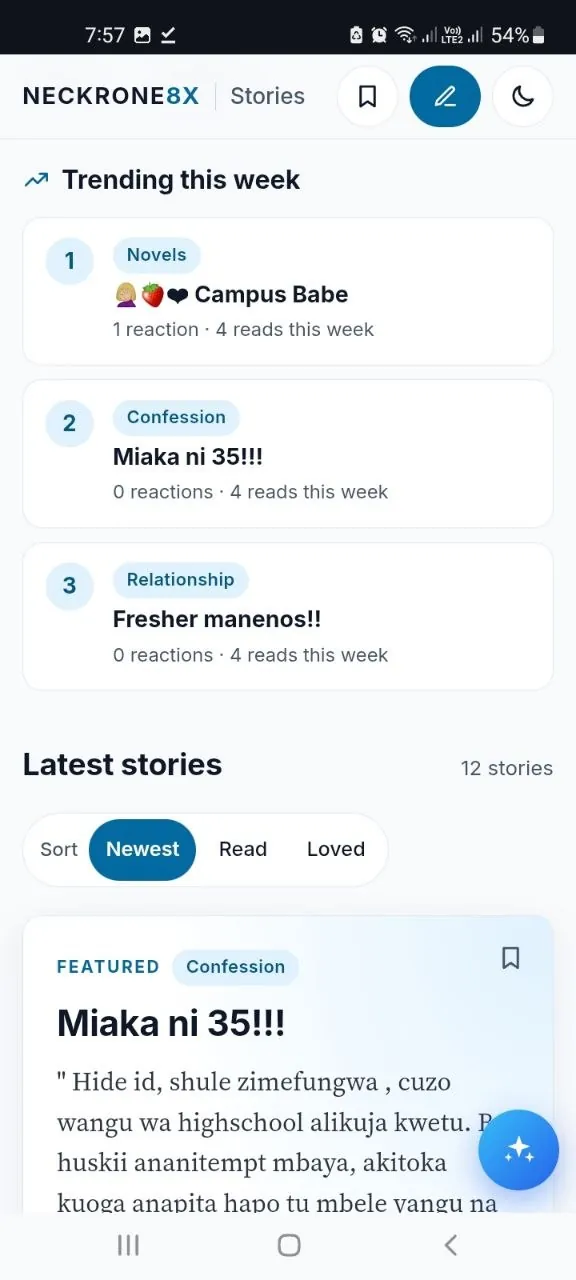 7:57 54%
NECKRONE8X Stories
Trending this week
1
Novels
Campus Babe
1 reaction · 4 reads this week
2
Confession
Miaka ni 35!!!
0 reactions · 4 reads this week
3
Relationship
Fresher manenos!!
0 reactions · 4 reads this week
Latest stories 12 stories
Sort Newest Read Loved
FEATURED Confession
Miaka ni 35!!!
" Hide id, shule zimefungwa , cuzo
wangu wa highschool alikuja kwetu.
huskii ananitempt mbaya, akitoka
kuoga anapita hapo tu mbele yangu na